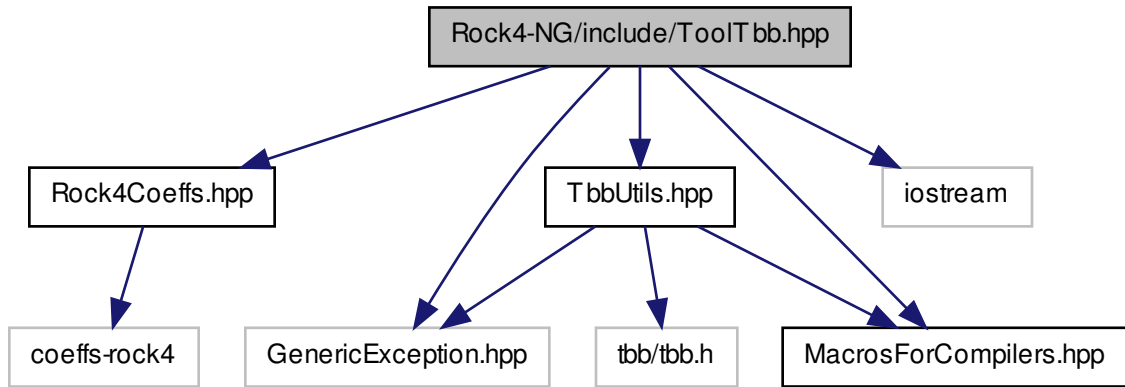 Rock4-NG/include/ToolTbb.hpp
Rock4Coeffs.hpp
TbbUtils.hpp
iostream
coeffs-rock4
GenericException.hpp
tbb/tbb.h
MacrosForCompilers.hpp